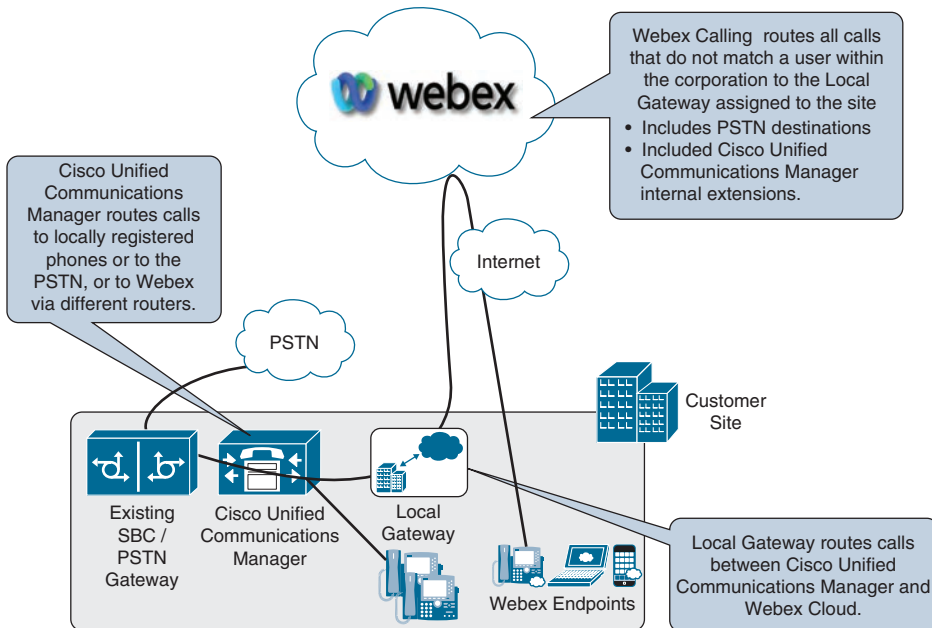 webex
Webex Calling routes all calls
that do not match a user within
the corporation to the Local
Gateway assigned to the site
• Includes PSTN destinations
• Included Cisco Unified
Communications Manager
internal extensions.
Cisco Unified
Communications
Manager routes calls
to locally registered
phones or to the
PSTN, or to Webex
via different routers.
Internet
PSTN
Customer
Site
Existing
SBC /
PSTN
Gateway
Cisco Unified
Communications
Manager
Local
Gateway
Webex Endpoints
Local Gateway routes calls
between Cisco Unified
Communications Manager and
Webex Cloud.